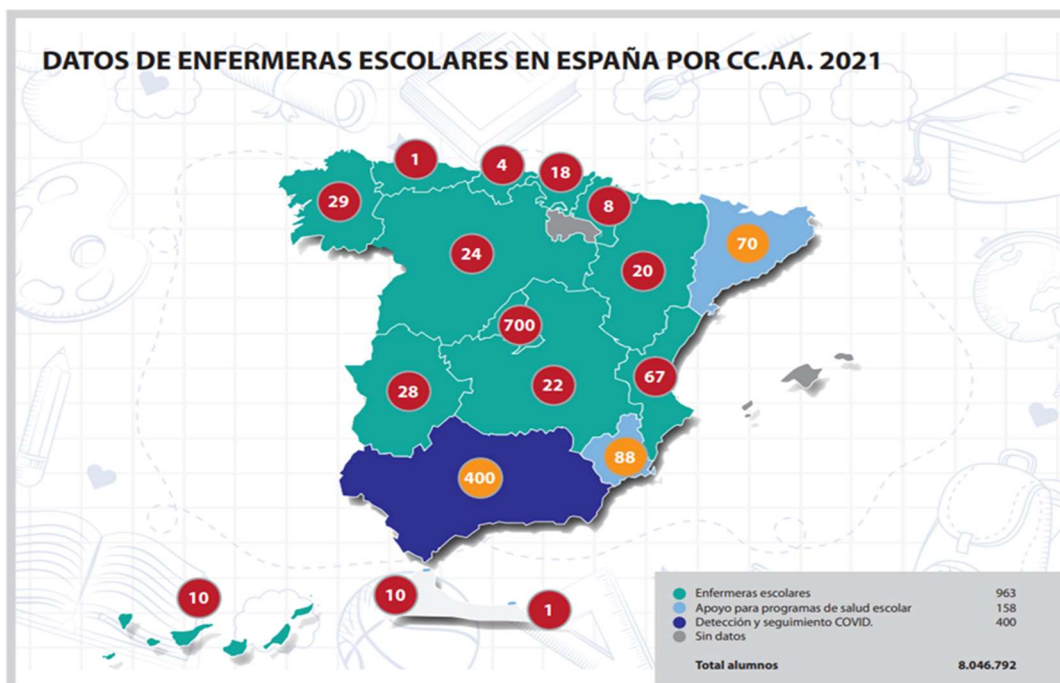 DATOS DE ENFERMERAS ESCOLARES EN ESPAÑA POR CC.AA. 2021
1
4
18
29
8
24
70
20
700
28
22
67
88
400
10
10
1
Enfermeras escolares 963
Apoyo para programas de salud escolar 158
Detección y seguimiento COVID. 400
Sin datos
Total alumnos 8.046.792